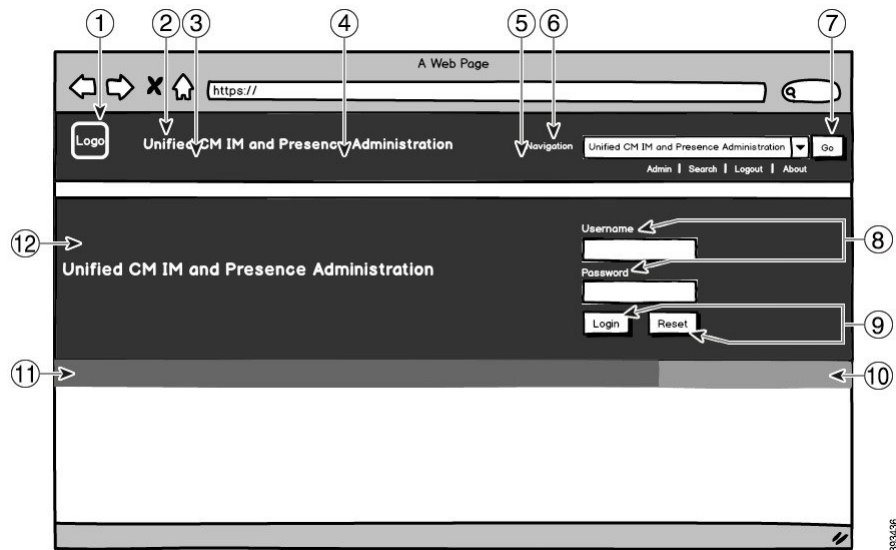 1 2 3 4 5 6 7
A Web Page
https://
Logo
Unified CM IM and Presence Administration
Navigation
Unified CM IM and Presence Administration
Go
Admin | Search | Logout | About
12
Unified CM IM and Presence Administration
Username
8
Password
Login Reset
9
11
10